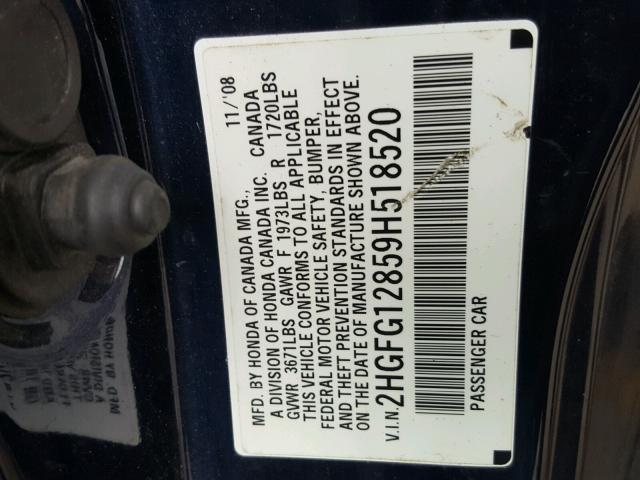 MFD. BY HONDA OF CANADA MFG., 11/'08
A DIVISION OF HONDA CANADA INC. CANADA
GVWR 3671LBS GAWR F 1973LBS R 1720LBS
THIS VEHICLE CONFORMS TO ALL APPLICABLE
FEDERAL MOTOR VEHICLE SAFETY, BUMPER,
AND THEFT PREVENTION STANDARDS IN EFFECT
ON THE DATE OF MANUFACTURE SHOWN ABOVE.
V.I.N. 2HGFG12859H518520
PASSENGER CAR